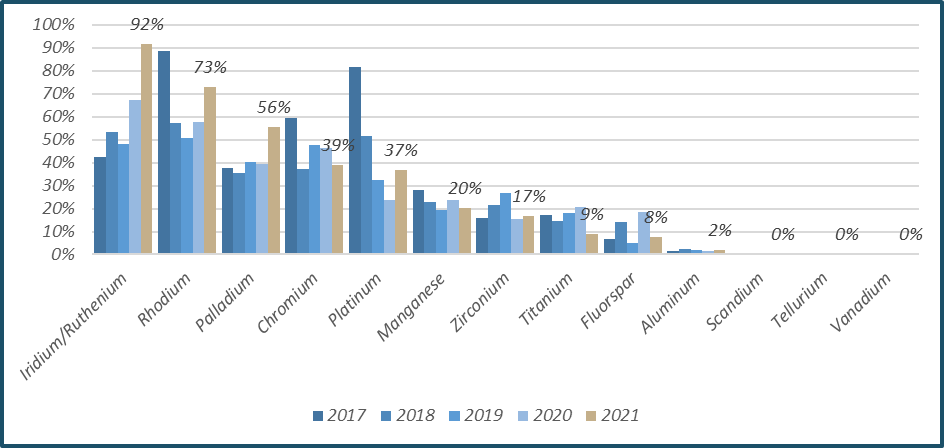 100%
90%
80%
70%
60%
50%
40%
30%
20%
10%
0%
92%
73%
56%
39%
37%
20%
17%
9%
8%
2%
0%
0%
0%
Iridium/Ruthenium
Rhodium
Palladium
Chromium
Platinum
Manganese
Zirconium
Titanium
Fluorspar
Aluminum
Scandium
Tellurium
Vanadium
2017 2018 2019 2020 2021